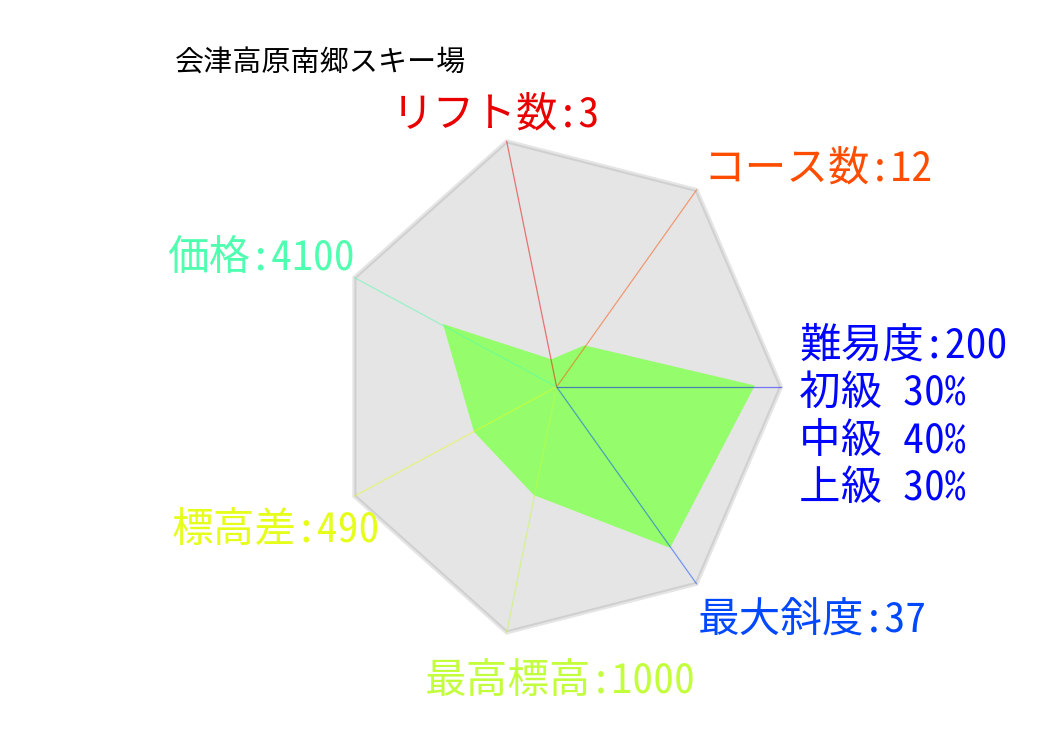 会津高原南郷スキー場
リフト数:3
コース数:12
価格:4100
難易度:200
初級 30%
中級 40%
上級 30%
標高差:490
最大斜度:37
最高標高:1000